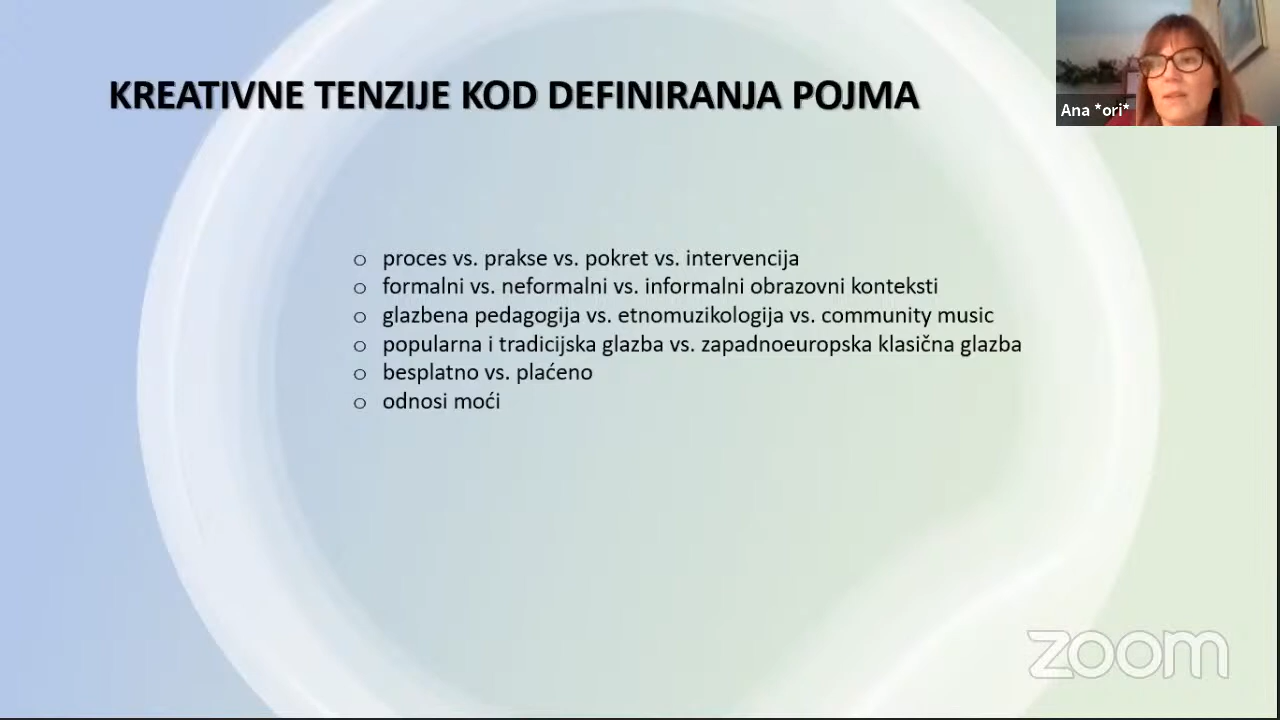 KREATIVNE TENZIJE KOD DEFINIRANJA POJMA
Ana *ori*
o proces vs. prakse vs. pokret vs. intervencija
o formalni vs. neformalni vs. informalni obrazovni konteksti
o glazbena pedagogija vs. etnomuzikologija vs. community music
o popularna i tradicijska glazba vs. zapadnoeuropska klasična glazba
o besplatno vs. plaćeno
o odnosi moći
zoom